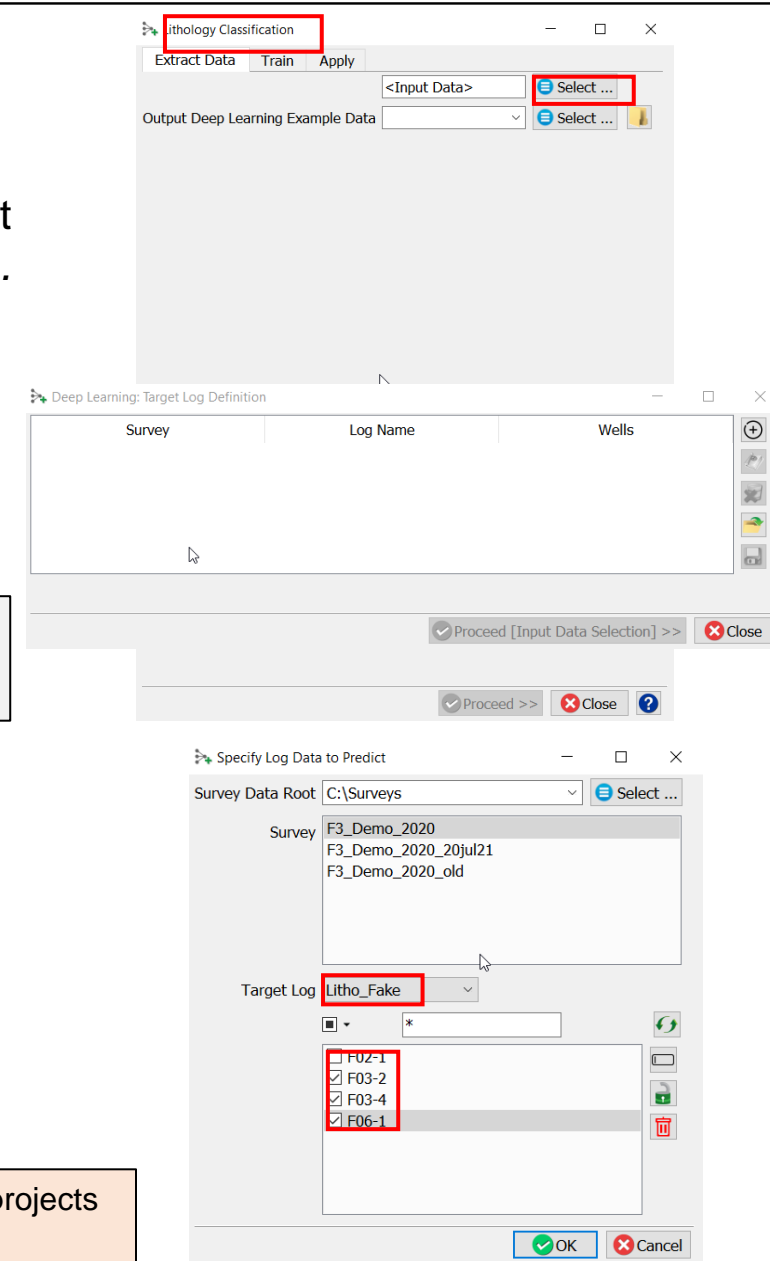 Lithology Classification
Extract Data Train Apply
<Input Data> Select ...
Output Deep Learning Example Data Select ...
t
.
Deep Learning: Target Log Definition
Survey Log Name Wells
Proceed [Input Data Selection] >> Close
Proceed >> Close ?
Specify Log Data to Predict
Survey Data Root C:\Surveys Select ...
Survey F3_Demo_2020
F3_Demo_2020_20jul21
F3_Demo_2020_old
Target Log Litho_Fake
*
F02-1
F03-2
F03-4
F06-1
rojects
OK Cancel